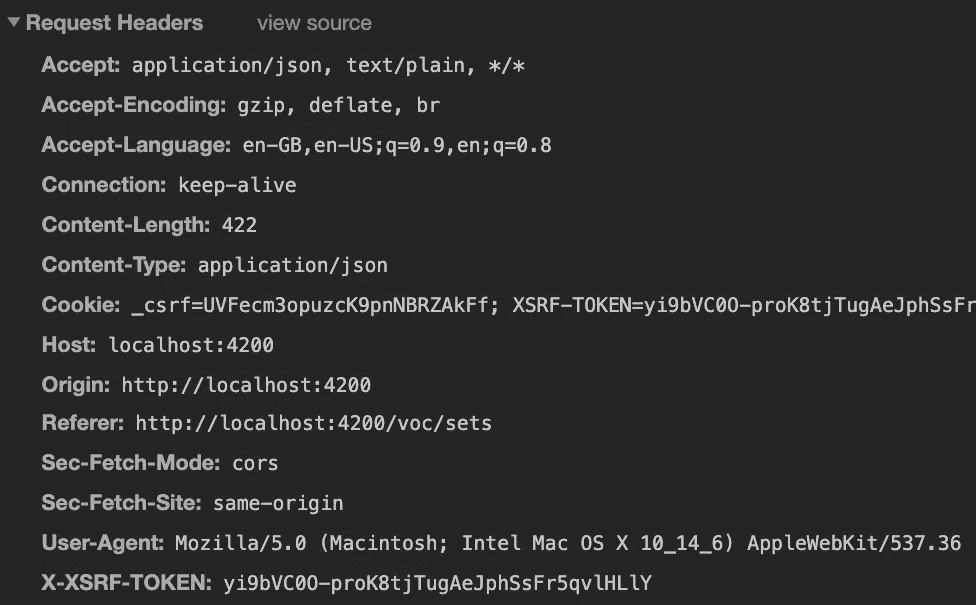 Request Headers view source
Accept: application/json, text/plain, */*
Accept-Encoding: gzip, deflate, br
Accept-Language: en-GB,en-US;q=0.9,en;q=0.8
Connection: keep-alive
Content-Length: 422
Content-Type: application/json
Cookie: _csrf=UVFecm3opuzcK9pnNBRZAkFf; XSRF-TOKEN=yi9bVC0O-proK8tjTugAeJphSsFr
Host: localhost:4200
Origin: http://localhost:4200
Referer: http://localhost:4200/voc/sets
Sec-Fetch-Mode: cors
Sec-Fetch-Site: same-origin
User-Agent: Mozilla/5.0 (Macintosh; Intel Mac OS X 10_14_6) AppleWebKit/537.36
X-XSRF-TOKEN: yi9bVC0O-proK8tjTugAeJphSsFr5qvlHLlY